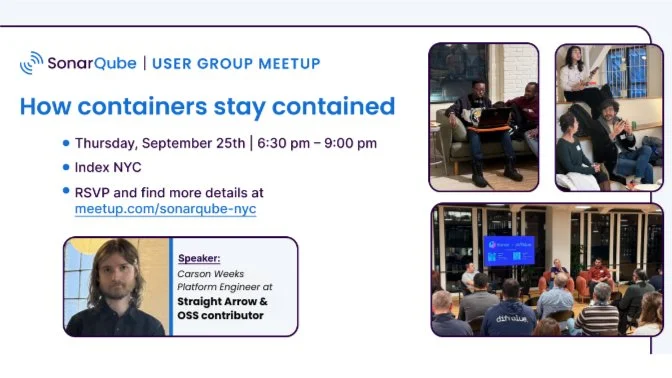 SonarQube | USER GROUP MEETUP
How containers stay contained
Thursday, September 25th | 6:30 pm – 9:00 pm
Index NYC
RSVP and find more details at
meetup.com/sonarqube-nyc
Speaker:
Carson Weeks
Platform Engineer at
Straight Arrow &
OSS contributor
Sonar